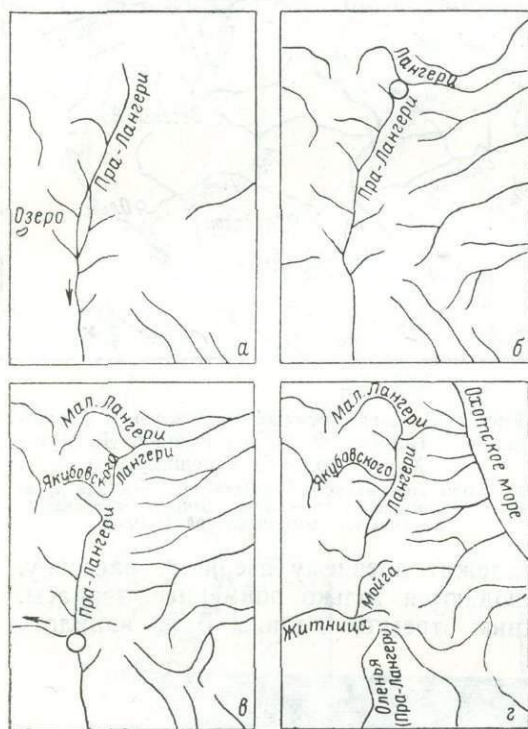 Пра-Лангери
Озеро
а
Лангери
Пра-Лангери
б
Мал. Лангери
Якубовского
Лангери
Пра-Лангери
в
Мал. Лангери
Охотское море
Якубовского
Лангери
Мойга
Житница
Оленья
(Пра-Лангери)
г